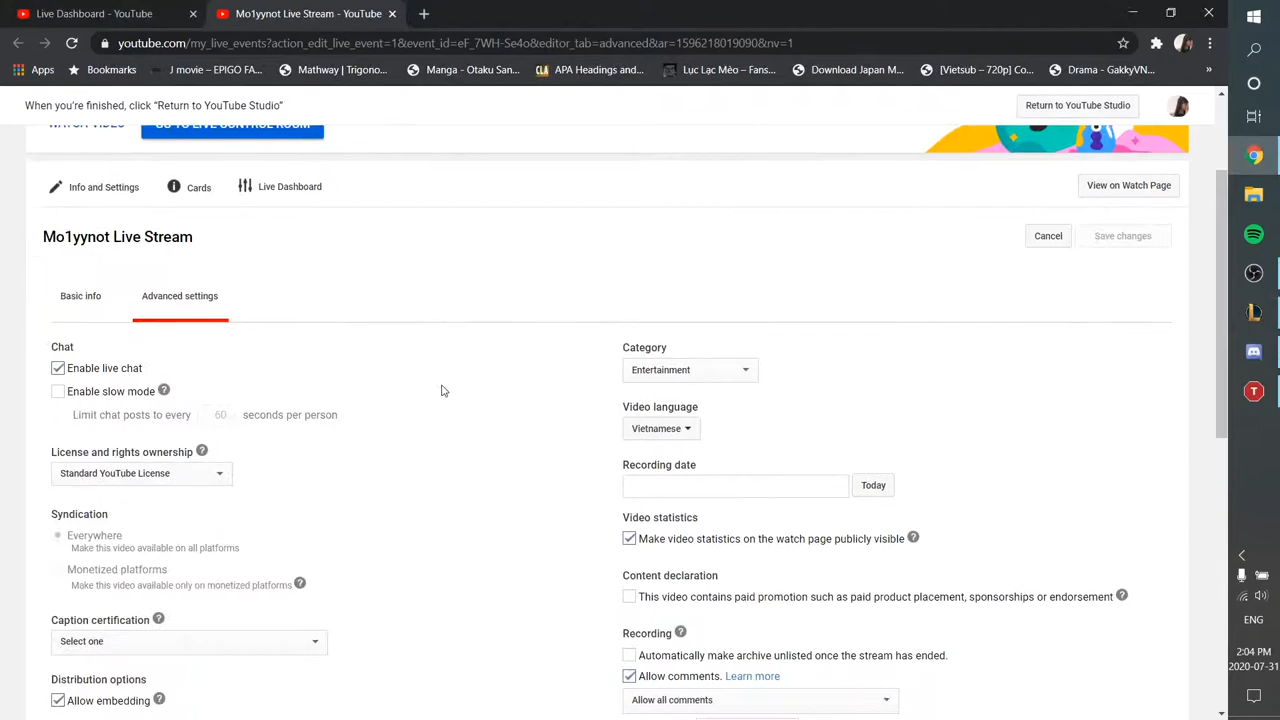 Live Dashboard - YouTube
Mo1yynot Live Stream - YouTube
youtube.com/my_live_events?action_edit_live_event=1&event_id=eF_7WH-Se4o&editor_tab=advanced&ar=1596218019090&nv=1
Apps
Bookmarks
J movie – EPIGO FA...
Mathway | Trigono...
Manga - Otaku San...
CLA
APA Headings and...
Lục Lạc Mèo – Fans...
Download Japan M...
[Vietsub – 720p] Co...
Drama - GakkyVN...
»
When you're finished, click "Return to YouTube Studio"
Return to YouTube Studio
WATCH VIDEO
GO TO LIVE CONTROL ROOM
Info and Settings
Cards
Live Dashboard
View on Watch Page
Mo1yynot Live Stream
Cancel
Save changes
Basic info
Advanced settings
Chat
Enable live chat
Enable slow mode
Limit chat posts to every 60 seconds per person
License and rights ownership
Standard YouTube License
Syndication
Everywhere
Make this video available on all platforms
Monetized platforms
Make this video available only on monetized platforms
Caption certification
Select one
Distribution options
Allow embedding
Category
Entertainment
Video language
Vietnamese
Recording date
Today
Video statistics
Make video statistics on the watch page publicly visible
Content declaration
This video contains paid promotion such as paid product placement, sponsorships or endorsement
Recording
Automatically make archive unlisted once the stream has ended.
Allow comments. Learn more
Allow all comments
L
T
ENG
2:04 PM
2020-07-31